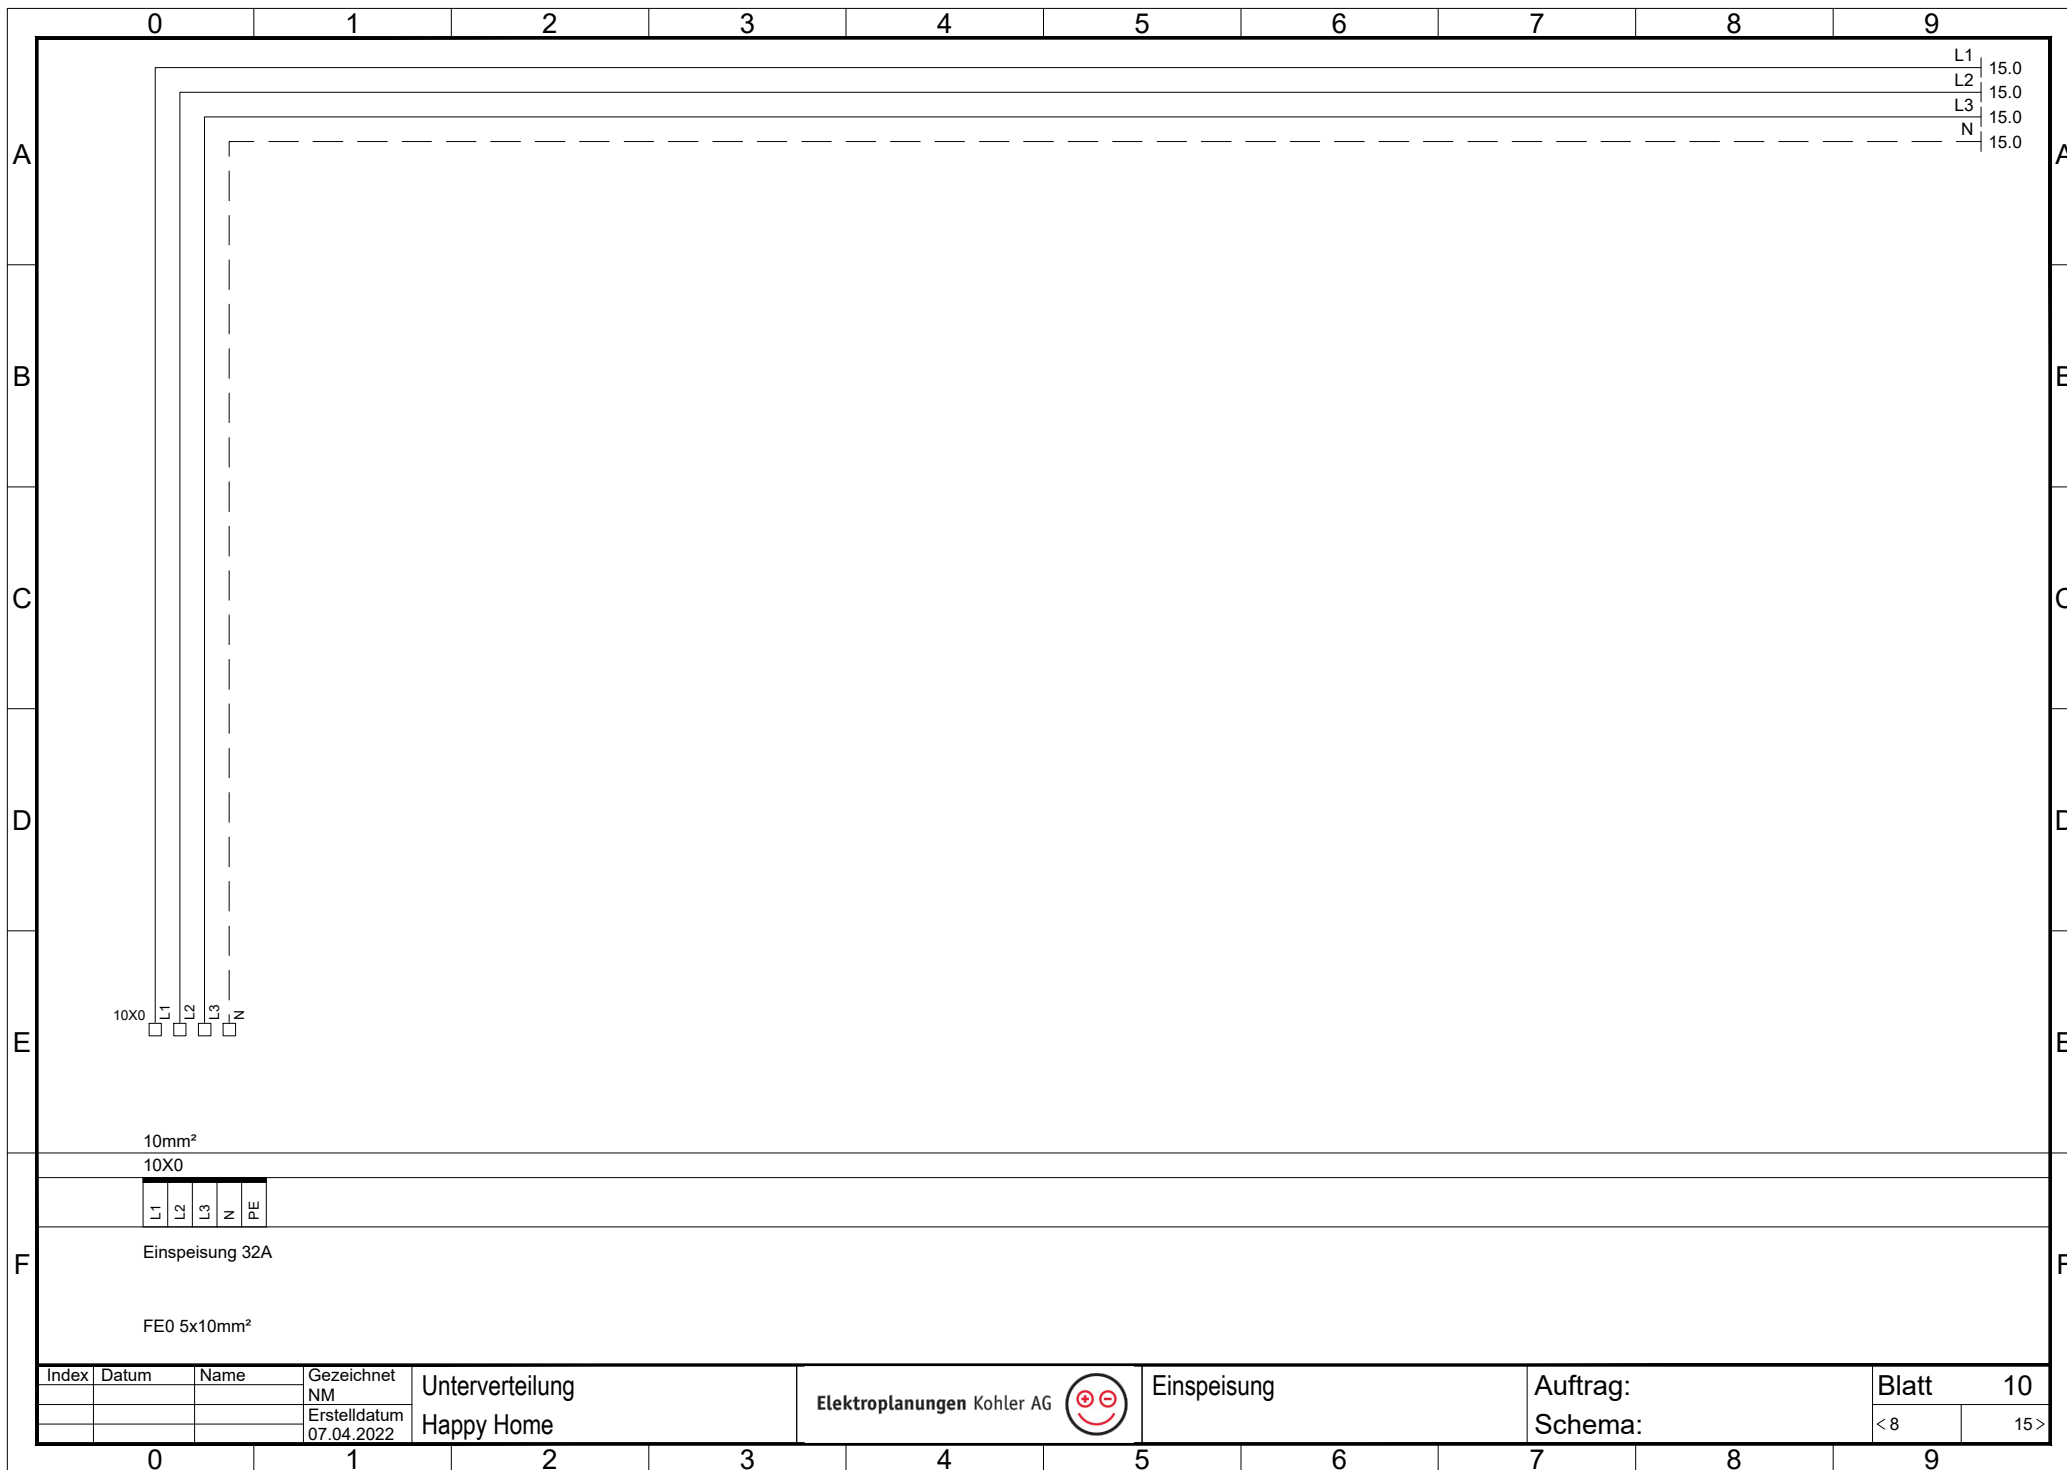 0 1 2 3 4 5 6 7 8 9
L1 15.0
L2 15.0
L3 15.0
N 15.0
A A
B B
C C
D D
10X0 L1 L2 L3 N
E E
10mm²
10X0
L1 L2 L3 N PE
Einspeisung 32A
F F
FE0 5x10mm²
Index Datum Name Gezeichnet
NM
Erstelldatum
07.04.2022
Unterverteilung
Happy Home
Elektroplanungen Kohler AG
Einspeisung
Auftrag:
Schema:
Blatt 10
<8 15>
0 1 2 3 4 5 6 7 8 9